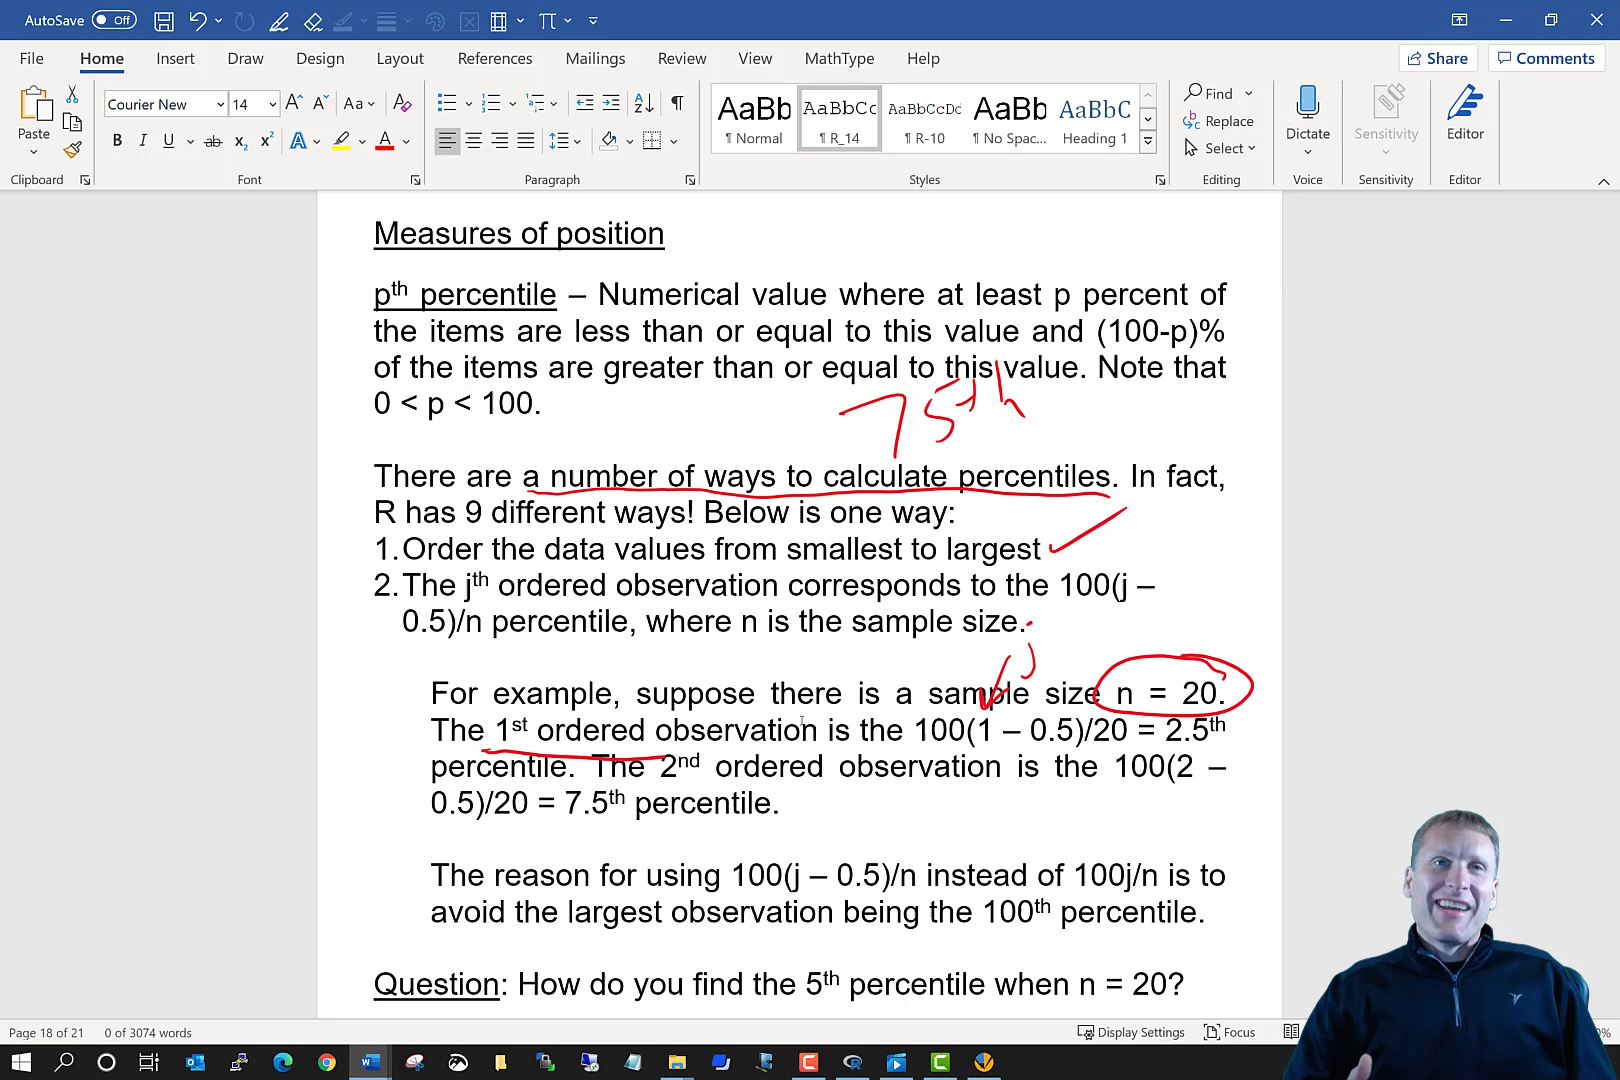 AutoSave Off
File Home Insert Draw Design Layout References Mailings Review View MathType Help Share Comments
Paste Courier New 14 A A Aa A AaBb AaBbCc AaBbCcDc AaBb AaBbC Find Replace Select Dictate Sensitivity Editor
B I U ab x2 x2 A A ¶ Normal ¶ R_14 ¶ R-10 ¶ No Spac... Heading 1
Clipboard Font Paragraph Styles Editing Voice Sensitivity Editor
Measures of position
pth percentile – Numerical value where at least p percent of
the items are less than or equal to this value and (100-p)%
of the items are greater than or equal to this value. Note that
0 < p < 100.
75th
There are a number of ways to calculate percentiles. In fact,
R has 9 different ways! Below is one way:
1. Order the data values from smallest to largest
2. The jth ordered observation corresponds to the 100(j –
0.5)/n percentile, where n is the sample size.
j
For example, suppose there is a sample size n = 20.
The 1st ordered observation is the 100(1 – 0.5)/20 = 2.5th
percentile. The 2nd ordered observation is the 100(2 –
0.5)/20 = 7.5th percentile.
The reason for using 100(j – 0.5)/n instead of 100j/n is to
avoid the largest observation being the 100th percentile.
Question: How do you find the 5th percentile when n = 20?
Page 18 of 21 0 of 3074 words Display Settings Focus